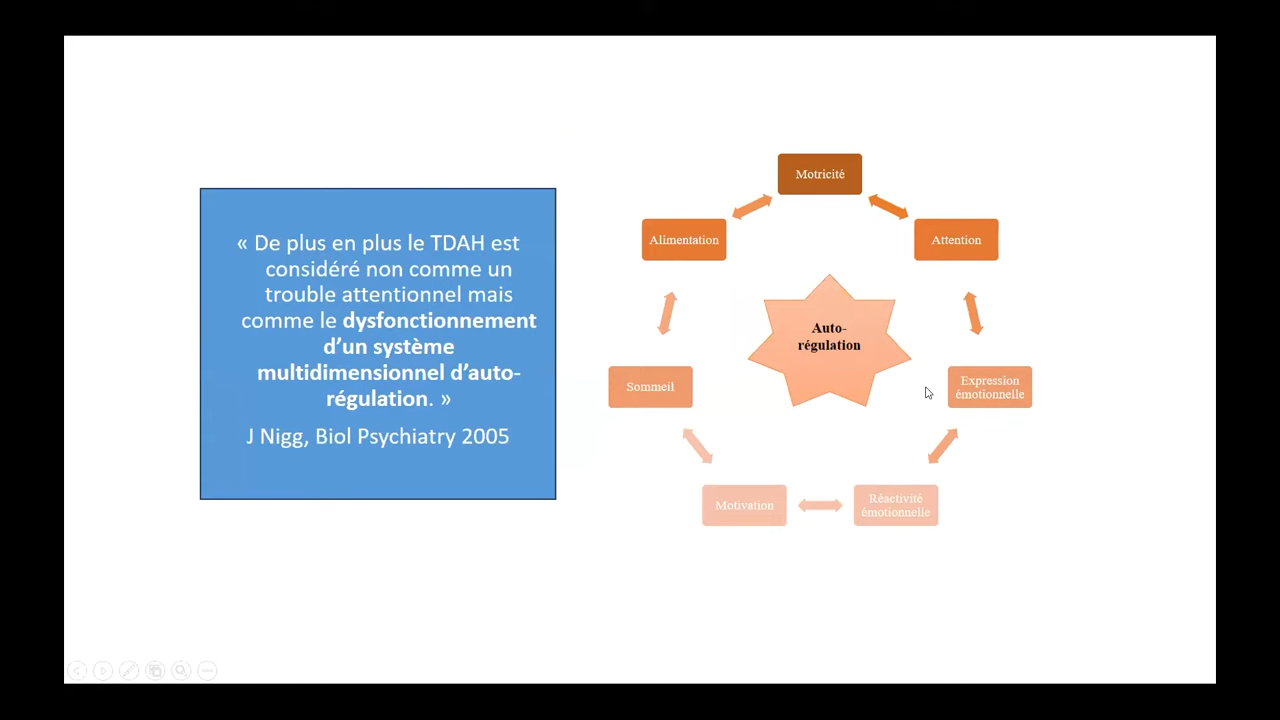 « De plus en plus le TDAH est
considéré non comme un
trouble attentionnel mais
comme le dysfonctionnement
d’un système
multidimensionnel d’auto-
régulation. »
J Nigg, Biol Psychiatry 2005
Motricité
Alimentation
Attention
Auto-
régulation
Sommeil
Expression
émotionnelle
Motivation
Réactivité
émotionnelle